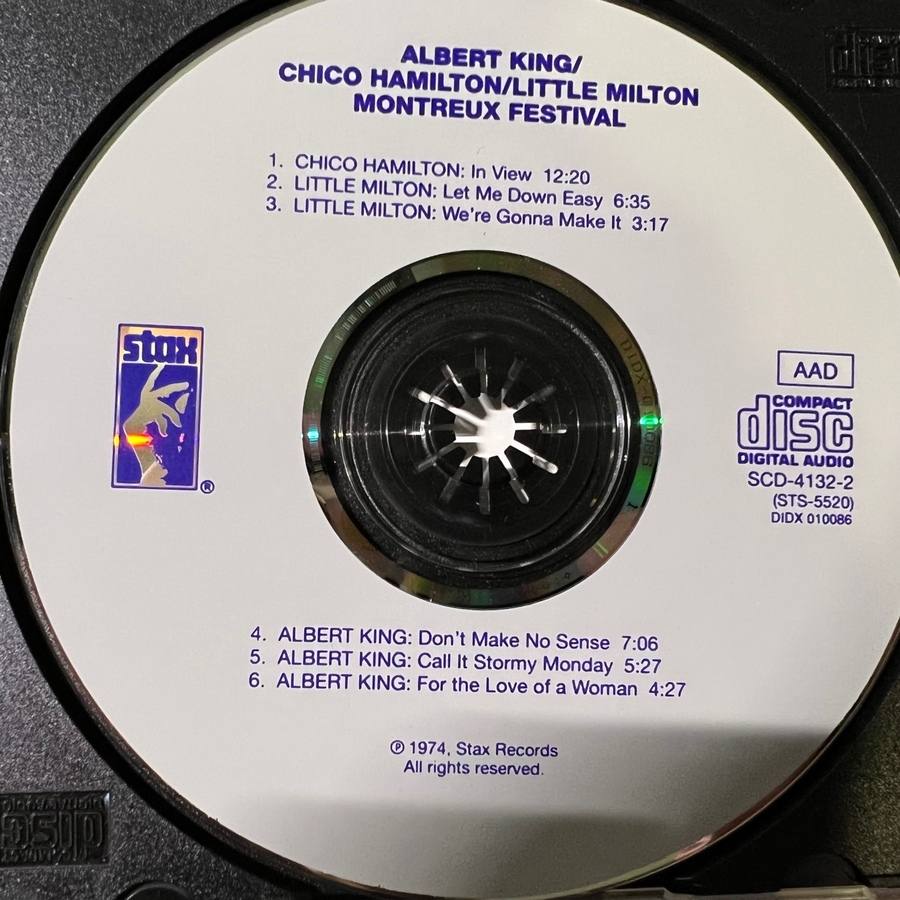 ALBERT KING/
CHICO HAMILTON/LITTLE MILTON
MONTREUX FESTIVAL
1. CHICO HAMILTON: In View 12:20
2. LITTLE MILTON: Let Me Down Easy 6:35
3. LITTLE MILTON: We're Gonna Make It 3:17
stax
®
AAD
COMPACT
disc
DIGITAL AUDIO
SCD-4132-2
(STS-5520)
DIDX 010086
4. ALBERT KING: Don't Make No Sense 7:06
5. ALBERT KING: Call It Stormy Monday 5:27
6. ALBERT KING: For the Love of a Woman 4:27
℗ 1974, Stax Records
All rights reserved.